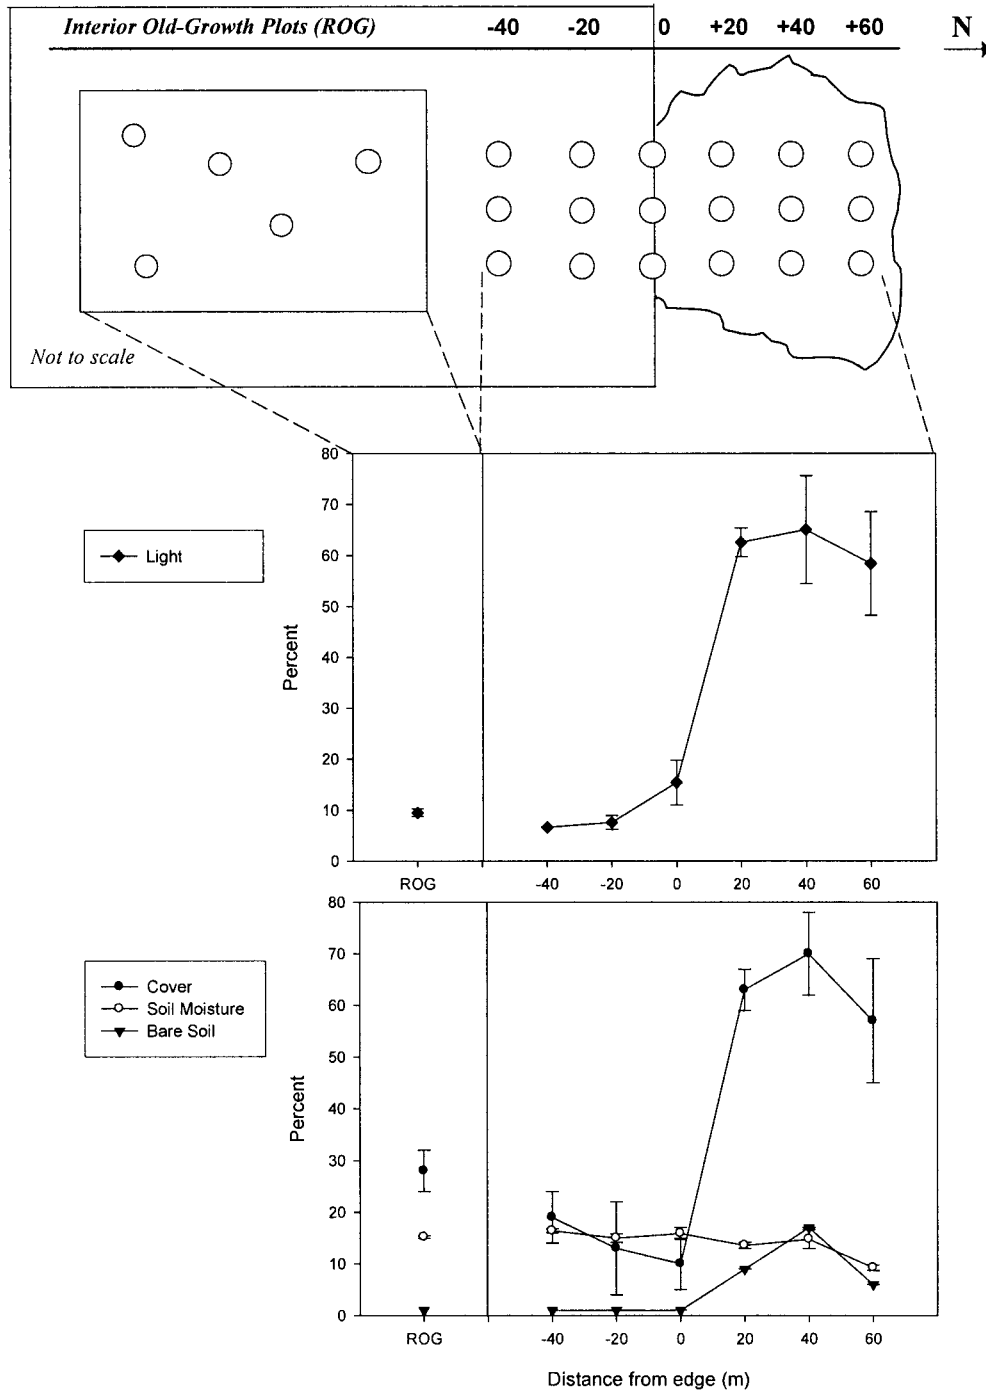 Interior Old-Growth Plots (ROG) -40 -20 0 +20 +40 +60 N
Not to scale
80
70
60
50
40
30
20
10
0
Percent
Light
ROG -40 -20 0 20 40 60
80
70
60
50
40
30
20
10
0
Percent
Cover
Soil Moisture
Bare Soil
ROG -40 -20 0 20 40 60
Distance from edge (m)